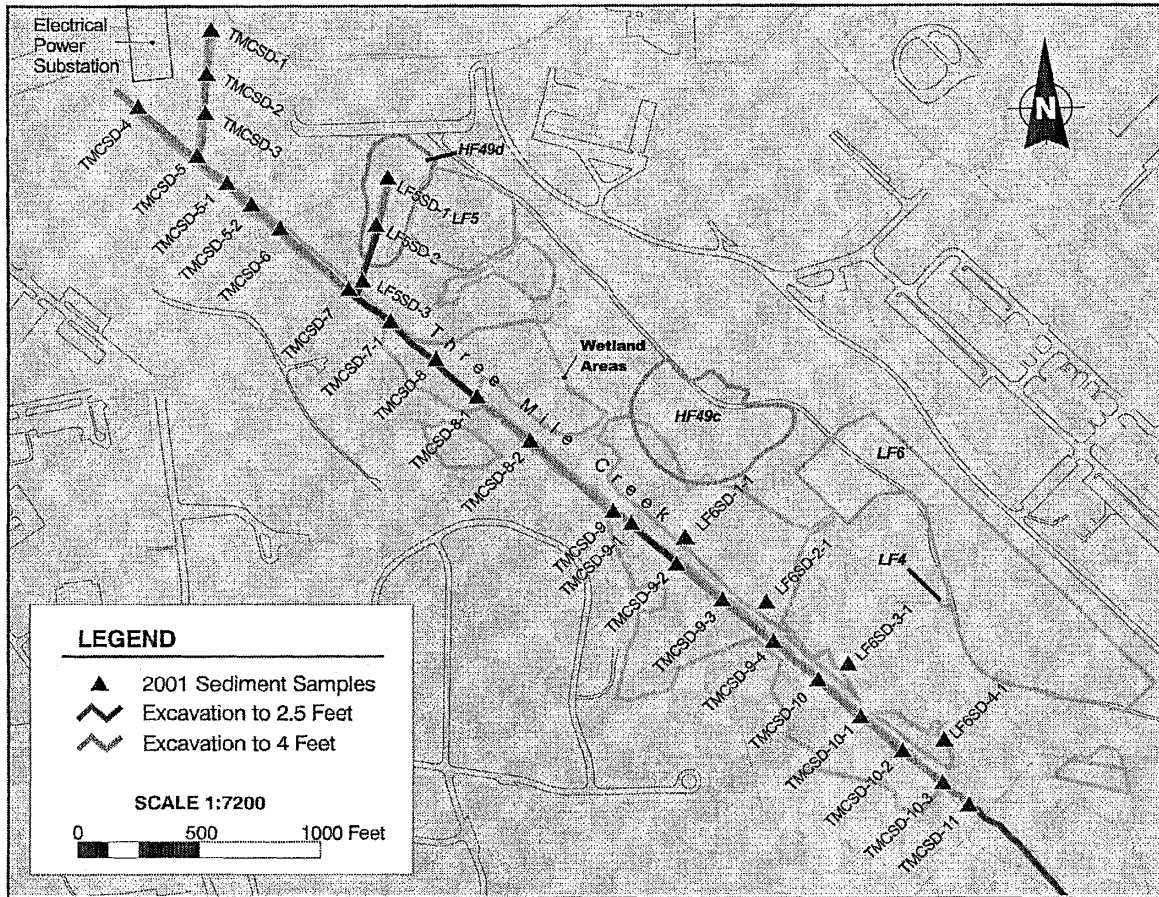 Electrical
Power
Substation
TMCSD-1
TMCSD-2
TMCSD-3
TMCSD-4
TMCSD-5
TMCSD-5-1
TMCSD-5-2
TMCSD-6
HF49d
LF5SD-1
LF5
LF5SD-2
LF5SD-3
TMCSD-7
TMCSD-7-1
TMCSD-8
TMCSD-8-1
TMCSD-8-2
Three Mile Creek
Wetland
Areas
HF49c
LF6
LF4
TMCSD-9
TMCSD-9-1
TMCSD-9-2
TMCSD-9-3
TMCSD-9-4
TMCSD-10
TMCSD-10-1
TMCSD-10-2
TMCSD-10-3
TMCSD-11
LF6SD-1-1
LF6SD-2-1
LF6SD-3-1
LF6SD-4-1
N
LEGEND
2001 Sediment Samples
Excavation to 2.5 Feet
Excavation to 4 Feet
SCALE 1:7200
0 500 1000 Feet